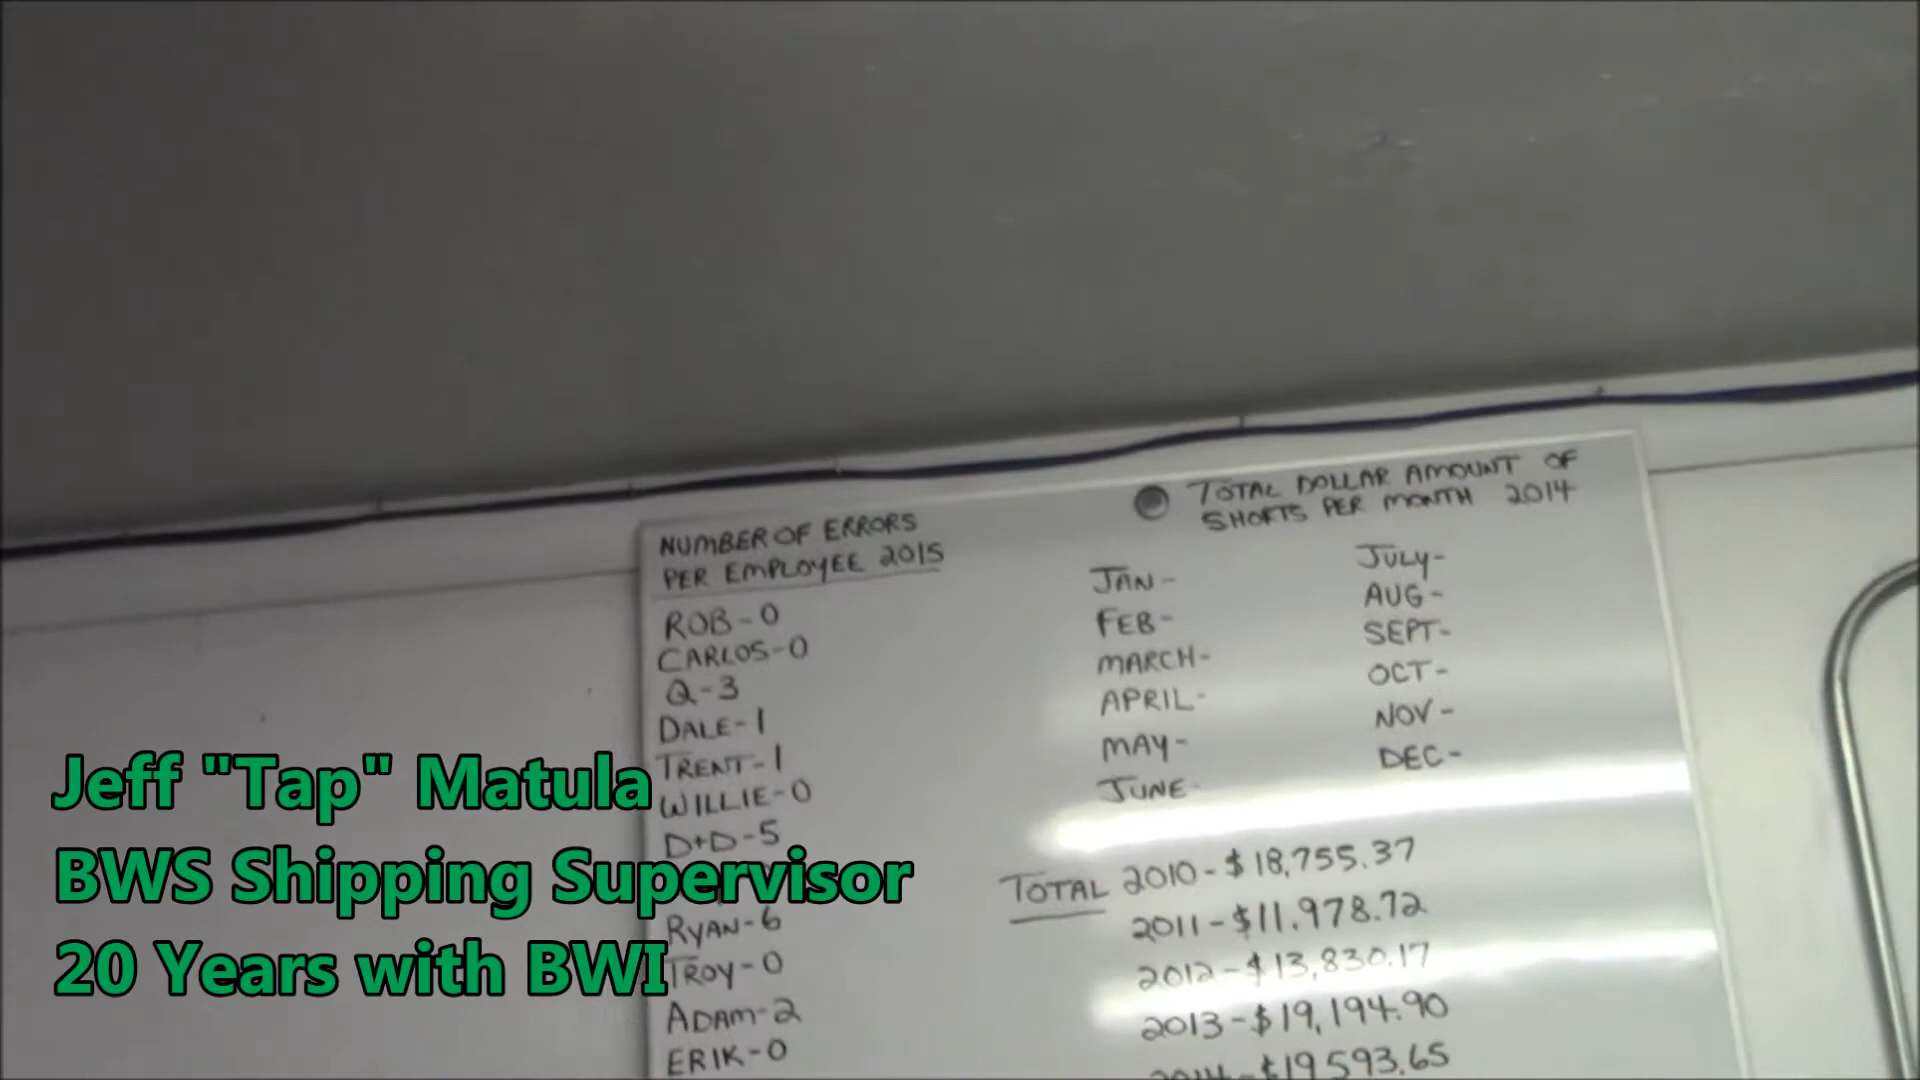 NUMBER OF ERRORS
PER EMPLOYEE 2015
ROB-0
CARLOS-0
Q-3
DALE-1
TRENT-1
WILLIE-0
D+D-5
RYAN-6
TROY-0
ADAM-2
ERIK-0
TOTAL DOLLAR AMOUNT OF
SHORTS PER MONTH 2014
JAN-
FEB-
MARCH-
APRIL-
MAY-
JUNE-
JULY-
AUG-
SEPT-
OCT-
NOV-
DEC-
TOTAL 2010-$18,755.37
2011-$11,978.72
2012-$13,830.17
2013-$19,194.90
2014-$19,593.65
Jeff "Tap" Matula
BWS Shipping Supervisor
20 Years with BWI